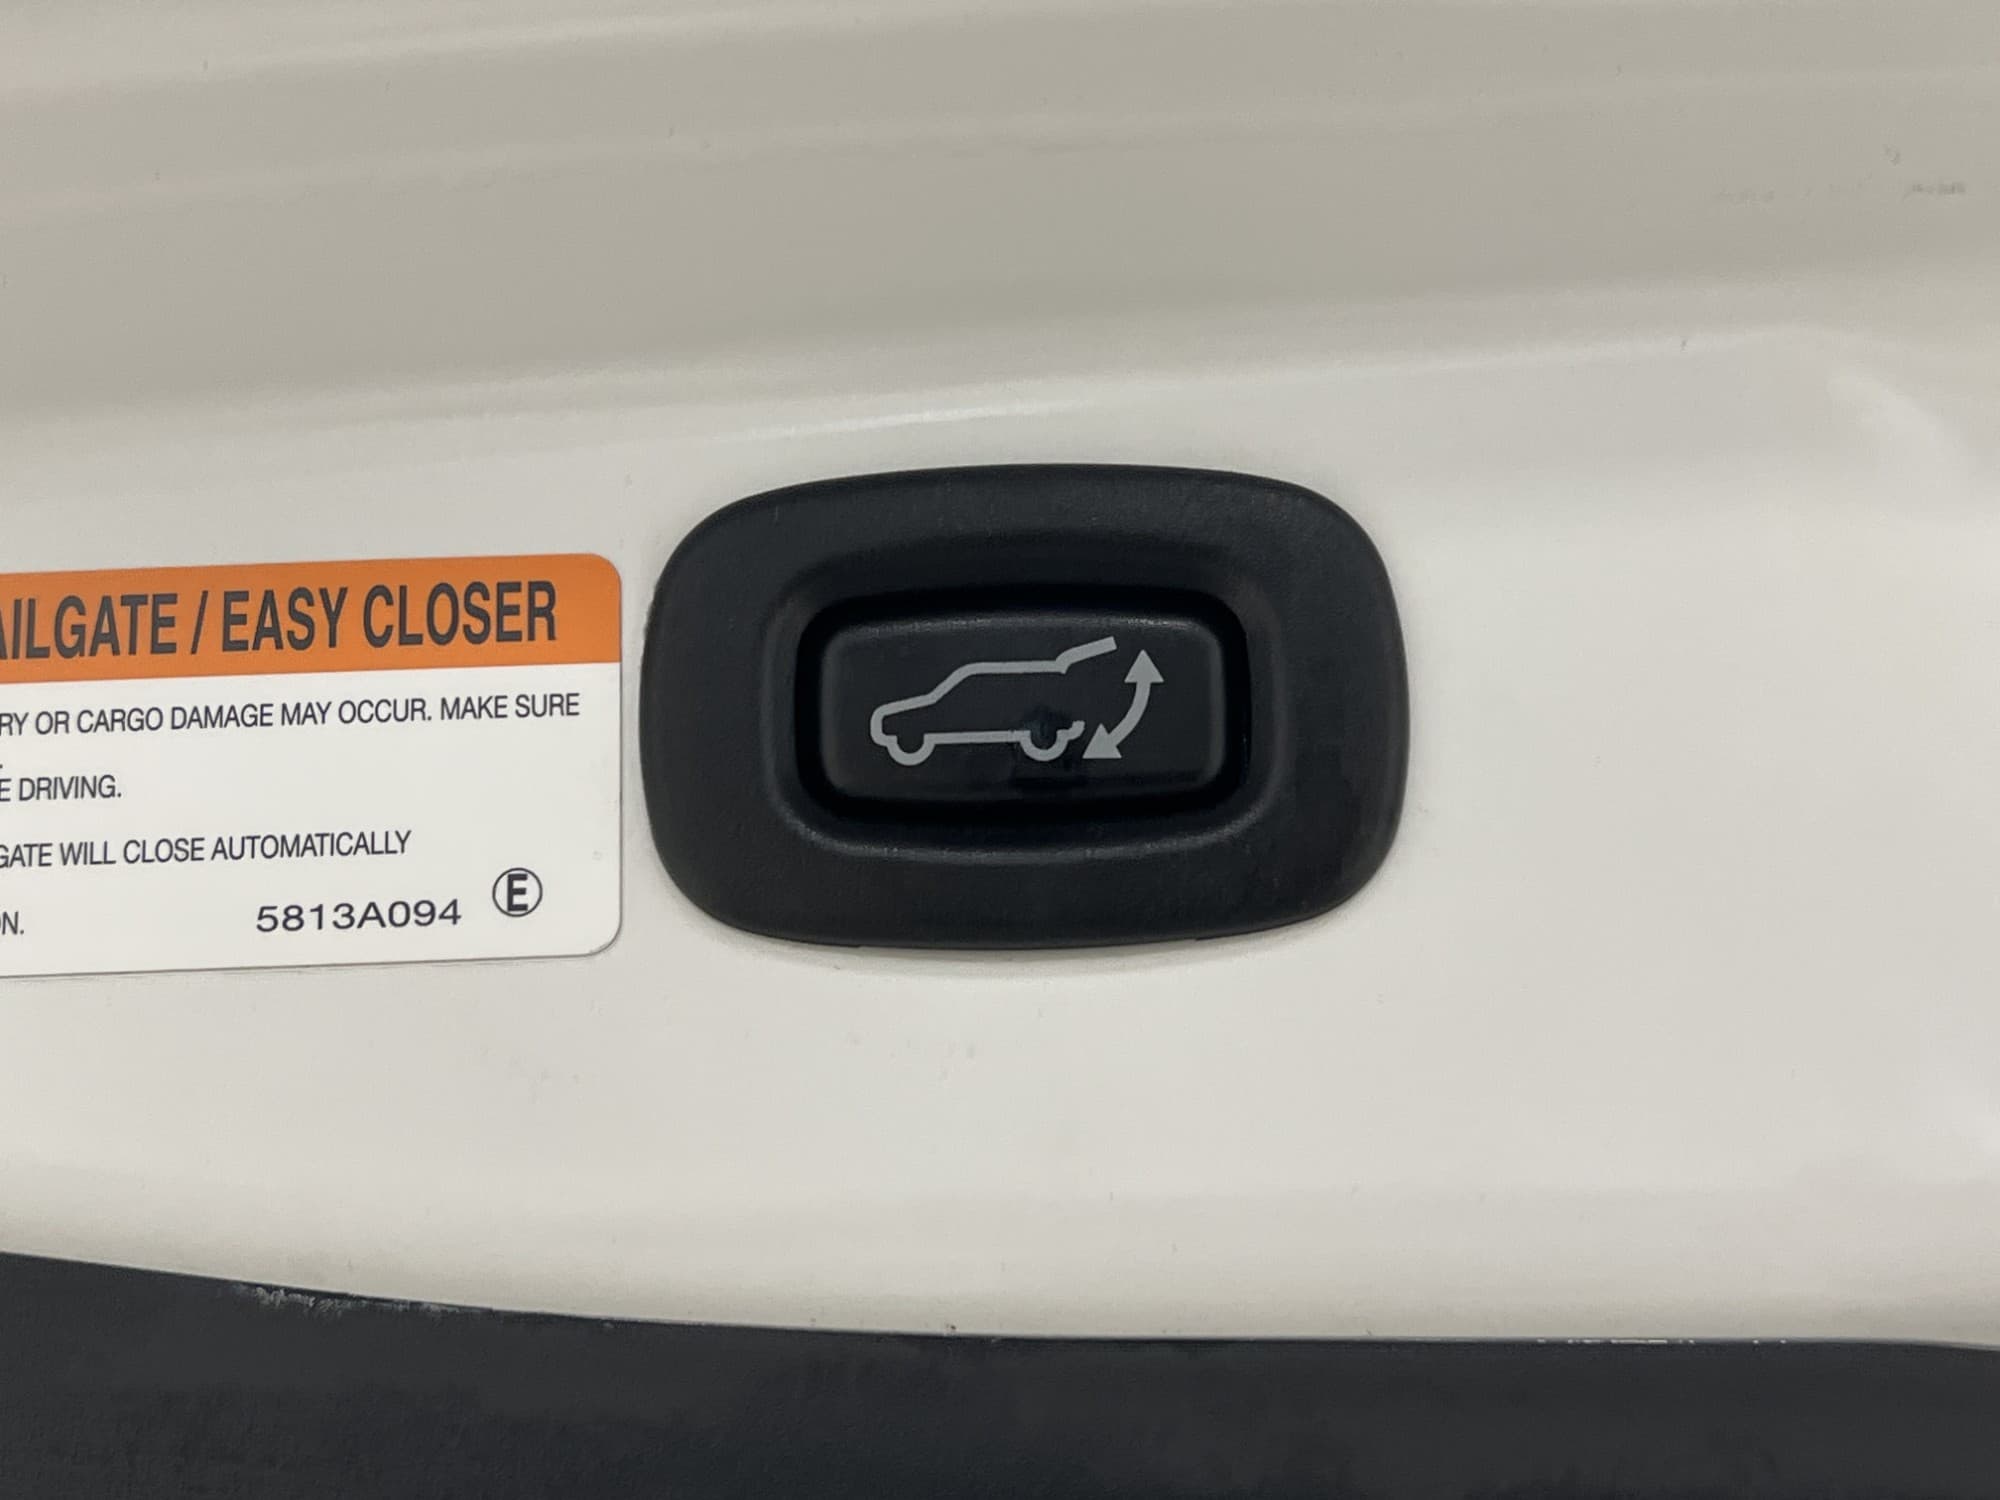 AILGATE / EASY CLOSER
RY OR CARGO DAMAGE MAY OCCUR. MAKE SURE
E DRIVING.
GATE WILL CLOSE AUTOMATICALLY
ON. 5813A094 E